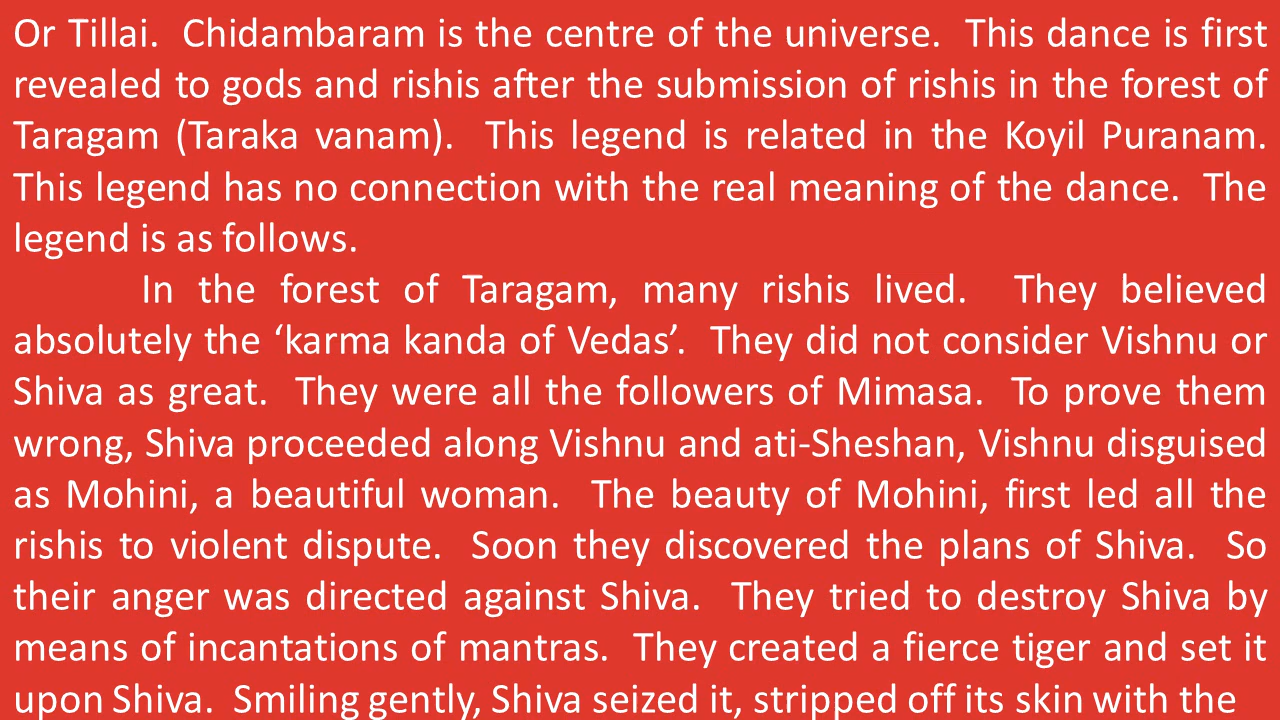 Or Tillai.  Chidambaram is the centre of the universe.  This dance is first
revealed to gods and rishis after the submission of rishis in the forest of
Taragam (Taraka vanam).  This legend is related in the Koyil Puranam.
This legend has no connection with the real meaning of the dance.  The
legend is as follows.
In the forest of Taragam, many rishis lived.  They believed
absolutely the ‘karma kanda of Vedas’.  They did not consider Vishnu or
Shiva as great.  They were all the followers of Mimasa.  To prove them
wrong, Shiva proceeded along Vishnu and ati-Sheshan, Vishnu disguised
as Mohini, a beautiful woman.  The beauty of Mohini, first led all the
rishis to violent dispute.  Soon they discovered the plans of Shiva.  So
their anger was directed against Shiva.  They tried to destroy Shiva by
means of incantations of mantras.  They created a fierce tiger and set it
upon Shiva.  Smiling gently, Shiva seized it, stripped off its skin with the